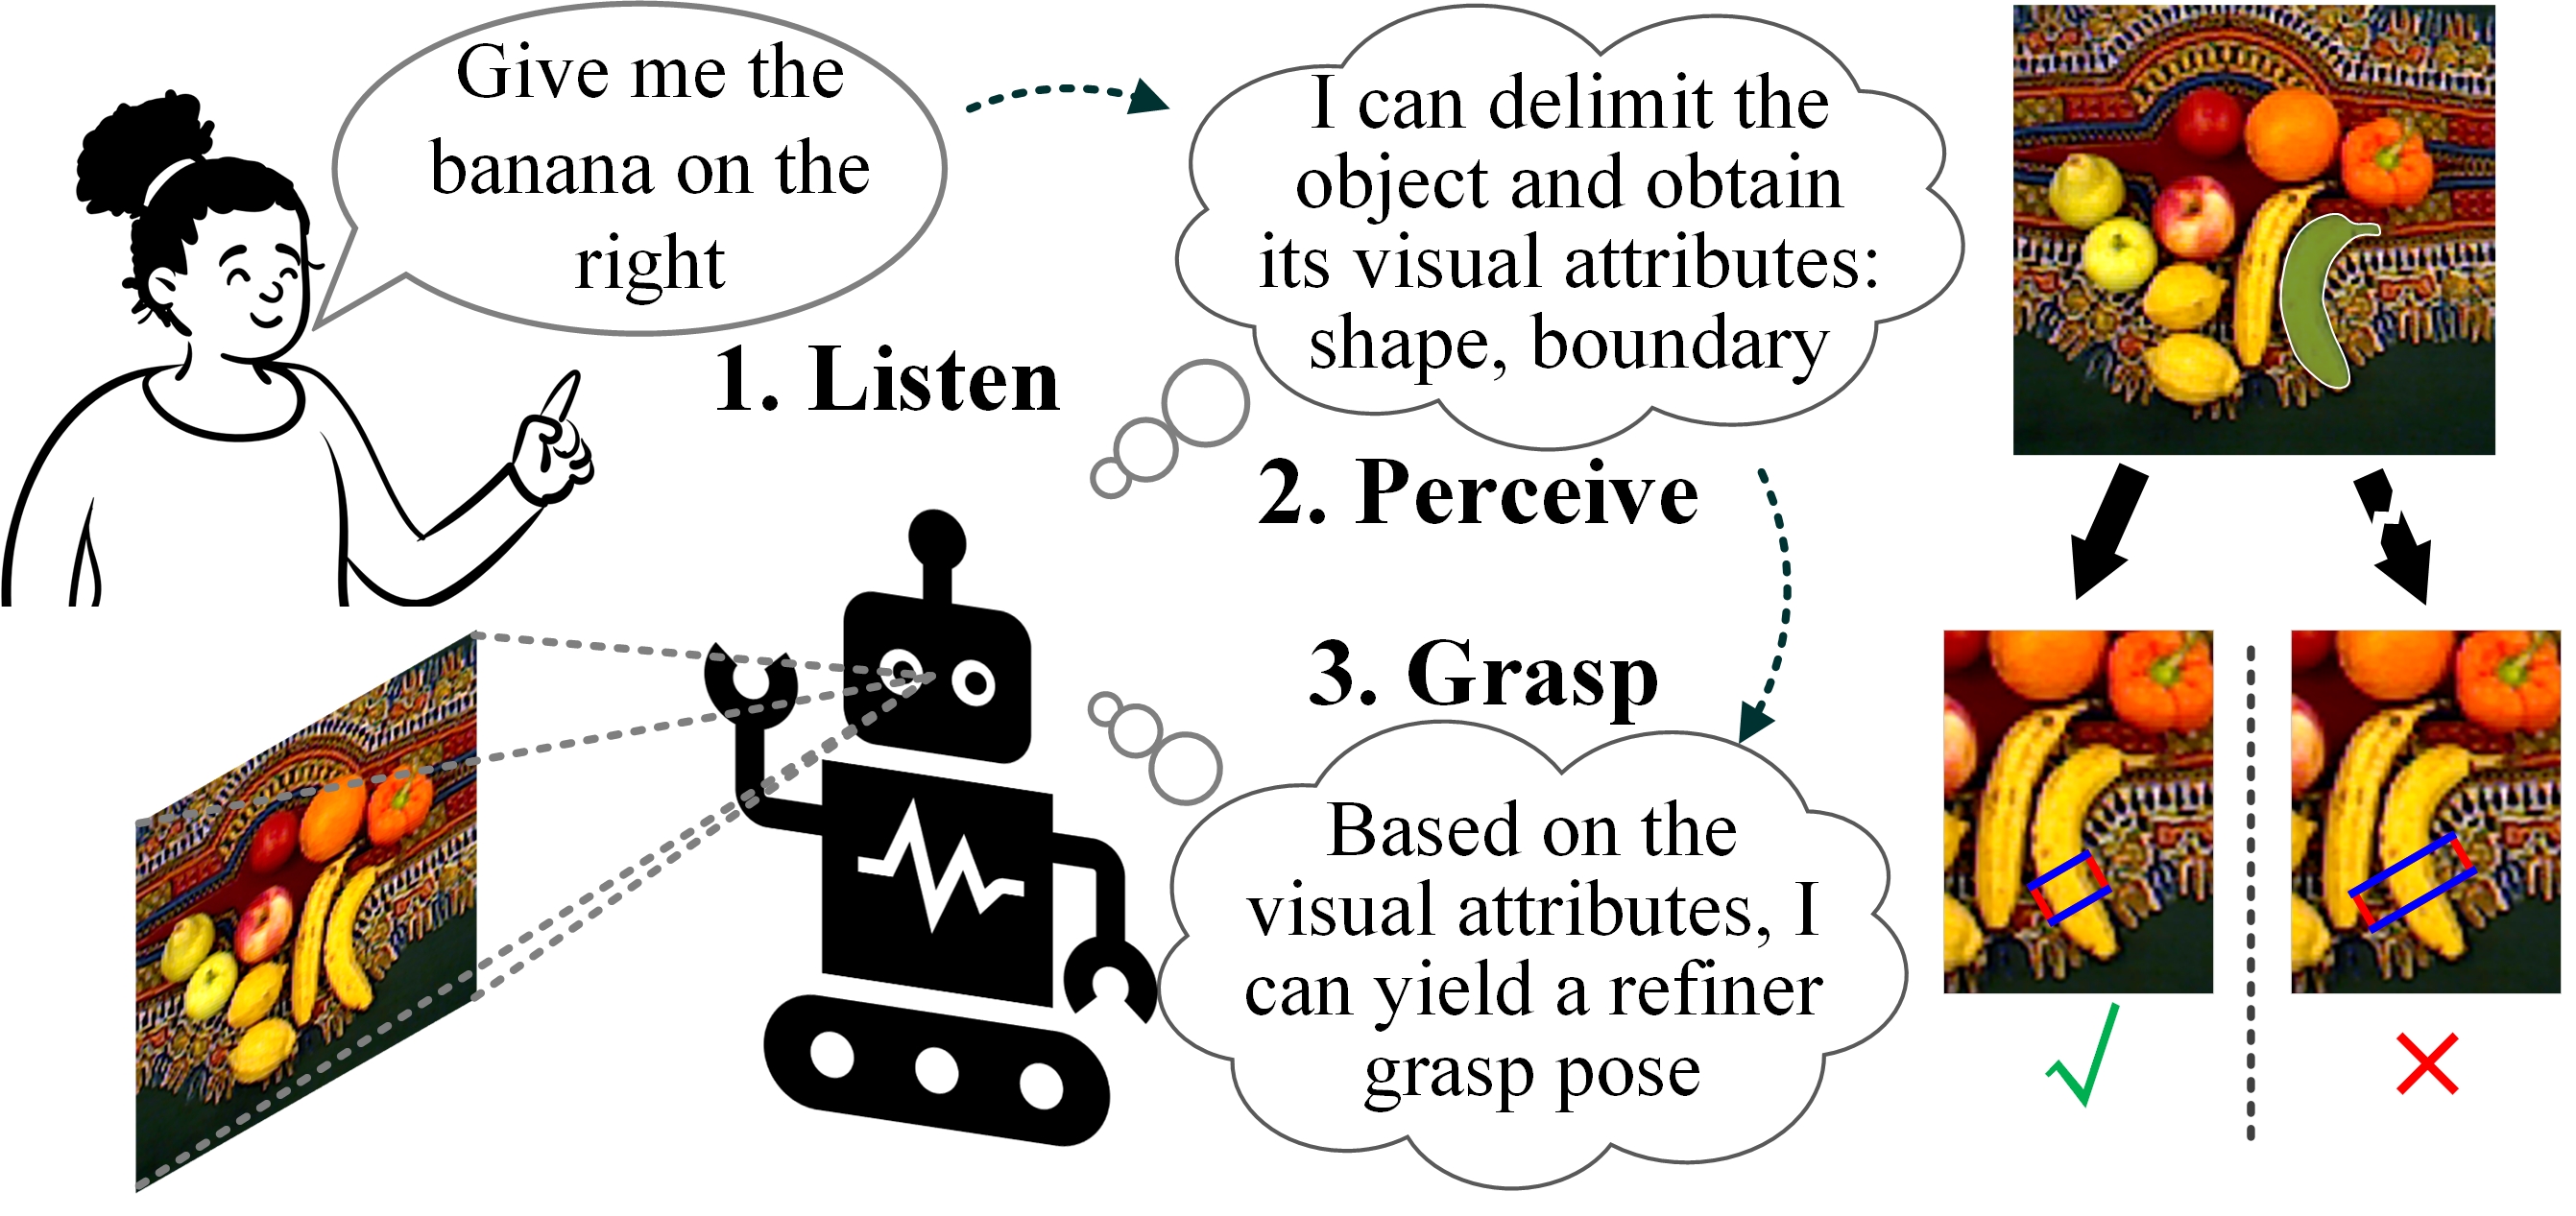 Give me the
banana on the
right
1. Listen
I can delimit the
object and obtain
its visual attributes:
shape, boundary
2. Perceive
3. Grasp
Based on the
visual attributes, I
can yield a refiner
grasp pose